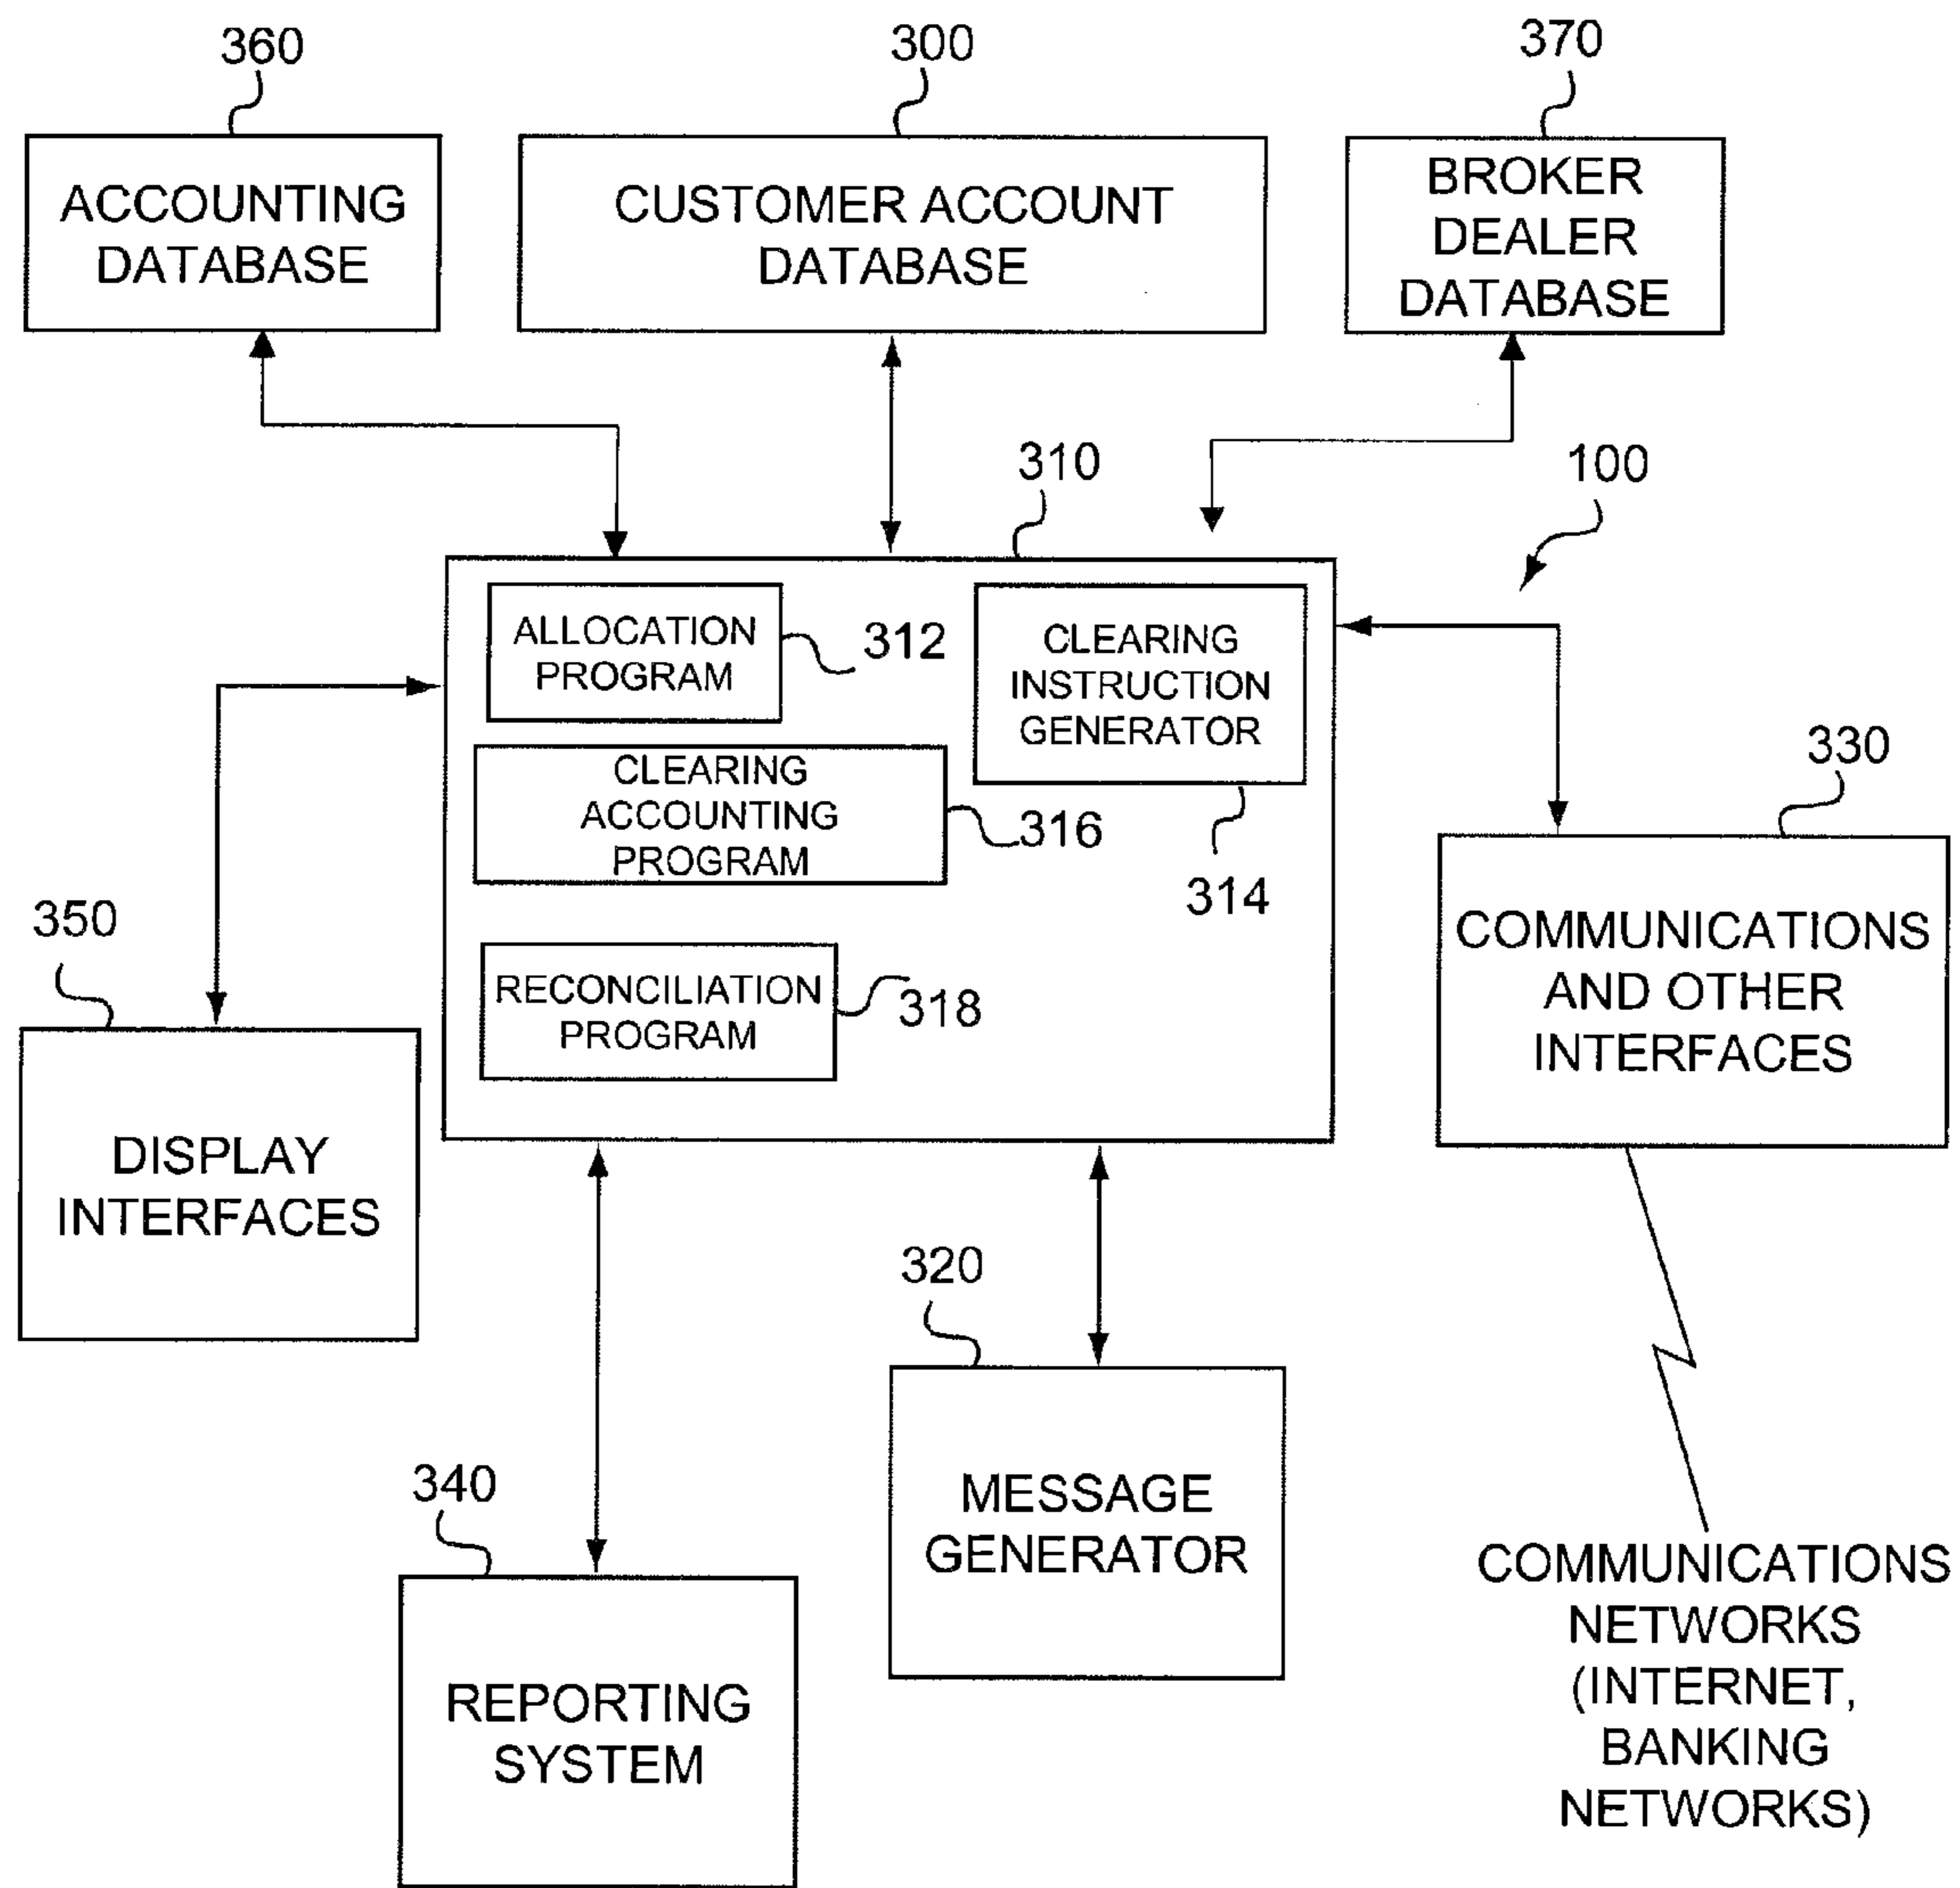 360
300
370
ACCOUNTING
DATABASE
CUSTOMER ACCOUNT
DATABASE
BROKER
DEALER
DATABASE
310
100
ALLOCATION
PROGRAM
312
CLEARING
INSTRUCTION
GENERATOR
314
CLEARING
ACCOUNTING
PROGRAM
316
RECONCILIATION
PROGRAM
318
330
COMMUNICATIONS
AND OTHER
INTERFACES
350
DISPLAY
INTERFACES
320
MESSAGE
GENERATOR
340
REPORTING
SYSTEM
COMMUNICATIONS
NETWORKS
(INTERNET,
BANKING
NETWORKS)